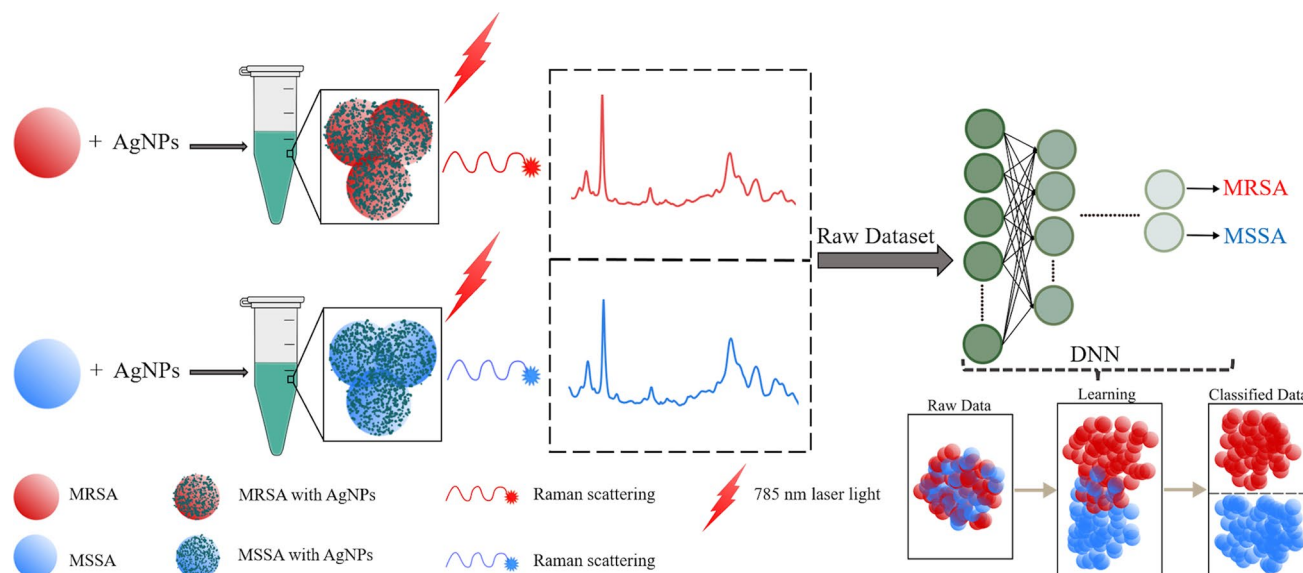 + AgNPs
Raw Dataset
MRSA
MSSA
+ AgNPs
DNN
Raw Data
Learning
Classified Data
MRSA
MRSA with AgNPs
Raman scattering
785 nm laser light
MSSA
MSSA with AgNPs
Raman scattering